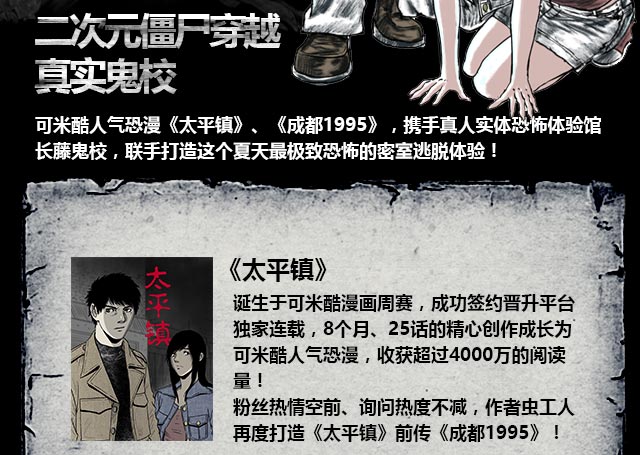 二次元僵尸穿越
真实鬼校
可米酷人气恐漫《太平镇》、《成都1995》，携手真人实体恐怖体验馆
长藤鬼校，联手打造这个夏天最极致恐怖的密室逃脱体验！
太平镇
《太平镇》
诞生于可米酷漫画周赛，成功签约晋升平台
独家连载，8个月、25话的精心创作成长为
可米酷人气恐漫，收获超过4000万的阅读
量！
粉丝热情空前、询问热度不减，作者虫工人
再度打造《太平镇》前传《成都1995》！